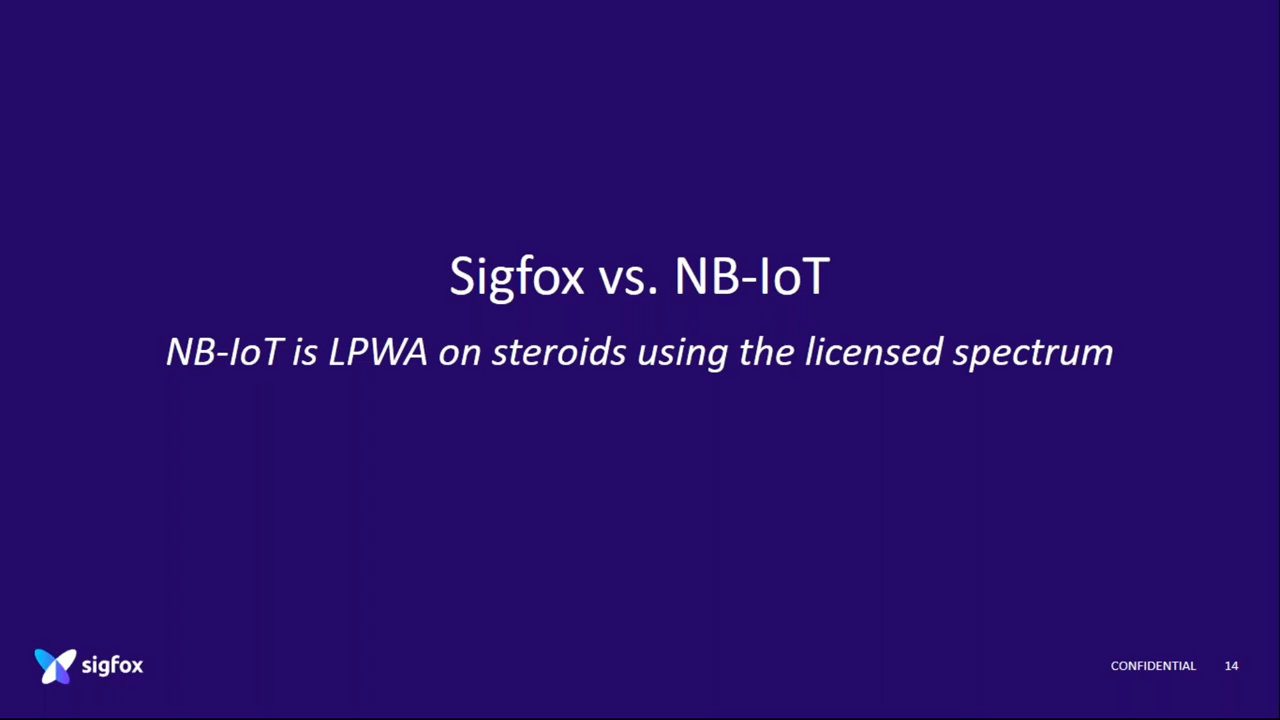 Sigfox vs. NB-IoT
NB-IoT is LPWA on steroids using the licensed spectrum
sigfox
CONFIDENTIAL 14